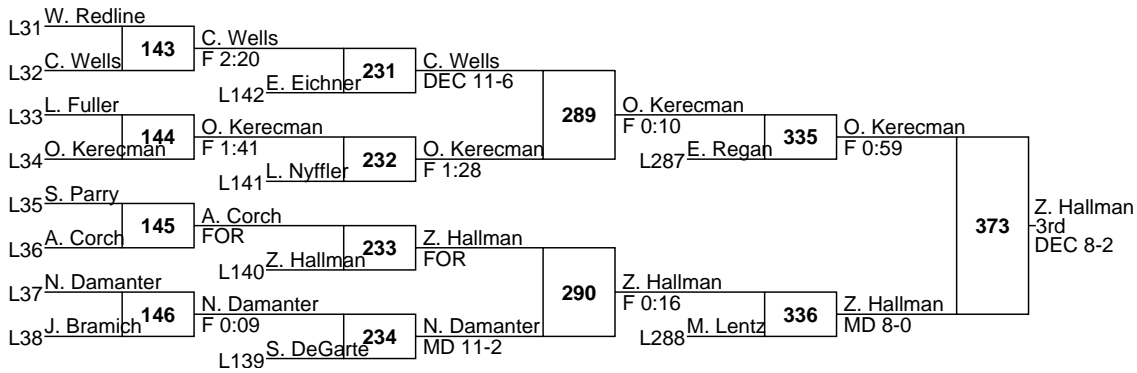 L31 W. Redline
143
L32 C. Wells
C. Wells
F 2:20
L142 E. Eichner
231
C. Wells
DEC 11-6
L33 L. Fuller
144
L34 O. Kerecman
O. Kerecman
F 1:41
L141 L. Nyffler
232
O. Kerecman
F 1:28
289
O. Kerecman
F 0:10
L287 E. Regan
335
O. Kerecman
F 0:59
L35 S. Parry
145
L36 A. Corch
A. Corch
FOR
L140 Z. Hallman
233
Z. Hallman
FOR
L37 N. Damanter
146
L38 J. Bramich
N. Damanter
F 0:09
L139 S. DeGarte
234
N. Damanter
MD 11-2
290
Z. Hallman
F 0:16
L288 M. Lentz
336
Z. Hallman
MD 8-0
373
Z. Hallman
3rd
DEC 8-2